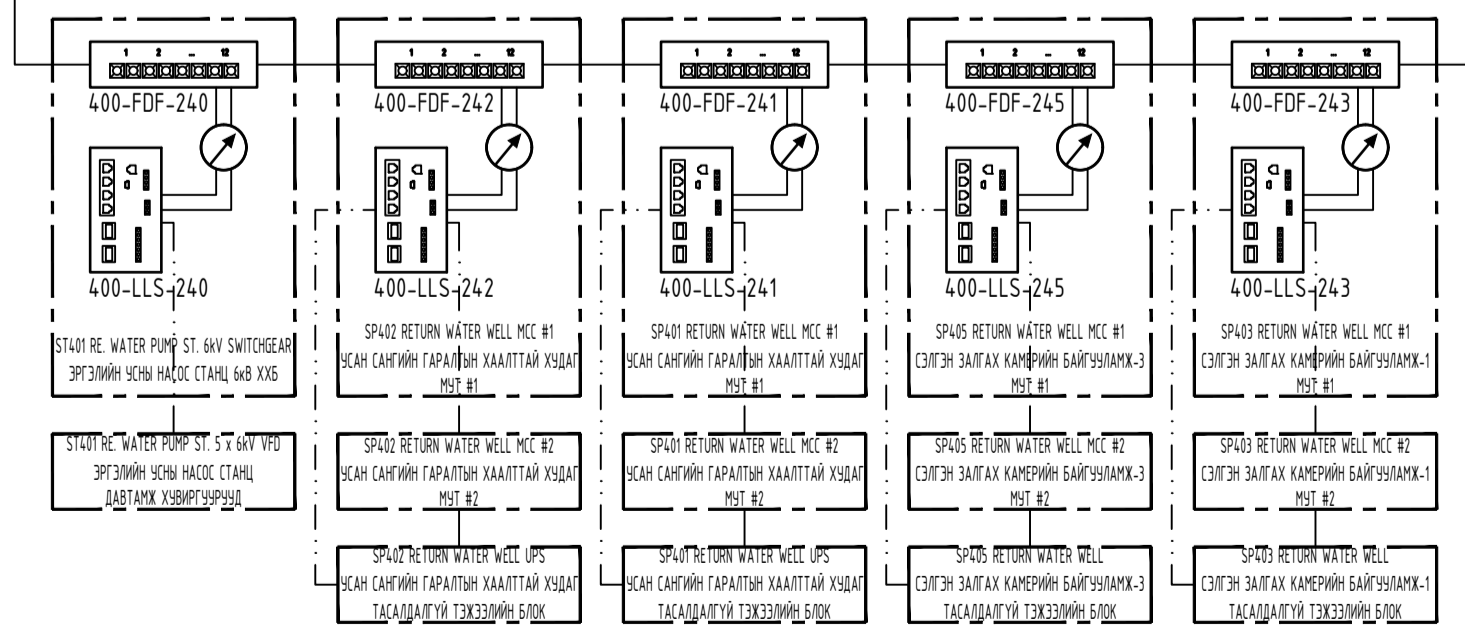 1 2 ... 12
400-FDF-240
400-LLS-240
ST401 RE. WATER PUMP ST. 6kV SWITCHGEAR
ЭРГЭЛИЙН УСНЫ НАСОС СТАНЦ 6кВ ХХБ
ST401 RE. WATER PUMP ST. 5 x 6kV VFD
ЭРГЭЛИЙН УСНЫ НАСОС СТАНЦ
ДАВТАМЖ ХУВИРГУУРУУД
1 2 ... 12
400-FDF-242
400-LLS-242
SP402 RETURN WATER WELL MCC #1
УСАН САНГИЙН ГАРАЛТЫН ХААЛТТАЙ ХУДАГ
МУТ #1
SP402 RETURN WATER WELL MCC #2
УСАН САНГИЙН ГАРАЛТЫН ХААЛТТАЙ ХУДАГ
МУТ #2
SP402 RETURN WATER WELL UPS
УСАН САНГИЙН ГАРАЛТЫН ХААЛТТАЙ ХУДАГ
ТАСАЛДАЛГҮЙ ТЭЖЭЭЛИЙН БЛОК
1 2 ... 12
400-FDF-241
400-LLS-241
SP401 RETURN WATER WELL MCC #1
УСАН САНГИЙН ГАРАЛТЫН ХААЛТТАЙ ХУДАГ
МУТ #1
SP401 RETURN WATER WELL MCC #2
УСАН САНГИЙН ГАРАЛТЫН ХААЛТТАЙ ХУДАГ
МУТ #2
SP401 RETURN WATER WELL UPS
УСАН САНГИЙН ГАРАЛТЫН ХААЛТТАЙ ХУДАГ
ТАСАЛДАЛГҮЙ ТЭЖЭЭЛИЙН БЛОК
1 2 ... 12
400-FDF-245
400-LLS-245
SP405 RETURN WATER WELL MCC #1
СЭЛГЭН ЗАЛГАХ КАМЕРИЙН БАЙГУУЛАМЖ-3
МУТ #1
SP405 RETURN WATER WELL MCC #2
СЭЛГЭН ЗАЛГАХ КАМЕРИЙН БАЙГУУЛАМЖ-3
МУТ #2
SP405 RETURN WATER WELL
СЭЛГЭН ЗАЛГАХ КАМЕРИЙН БАЙГУУЛАМЖ-3
ТАСАЛДАЛГҮЙ ТЭЖЭЭЛИЙН БЛОК
1 2 ... 12
400-FDF-243
400-LLS-243
SP403 RETURN WATER WELL MCC #1
СЭЛГЭН ЗАЛГАХ КАМЕРИЙН БАЙГУУЛАМЖ-1
МУТ #1
SP403 RETURN WATER WELL MCC #2
СЭЛГЭН ЗАЛГАХ КАМЕРИЙН БАЙГУУЛАМЖ-1
МУТ #2
SP403 RETURN WATER WELL
СЭЛГЭН ЗАЛГАХ КАМЕРИЙН БАЙГУУЛАМЖ-1
ТАСАЛДАЛГҮЙ ТЭЖЭЭЛИЙН БЛОК